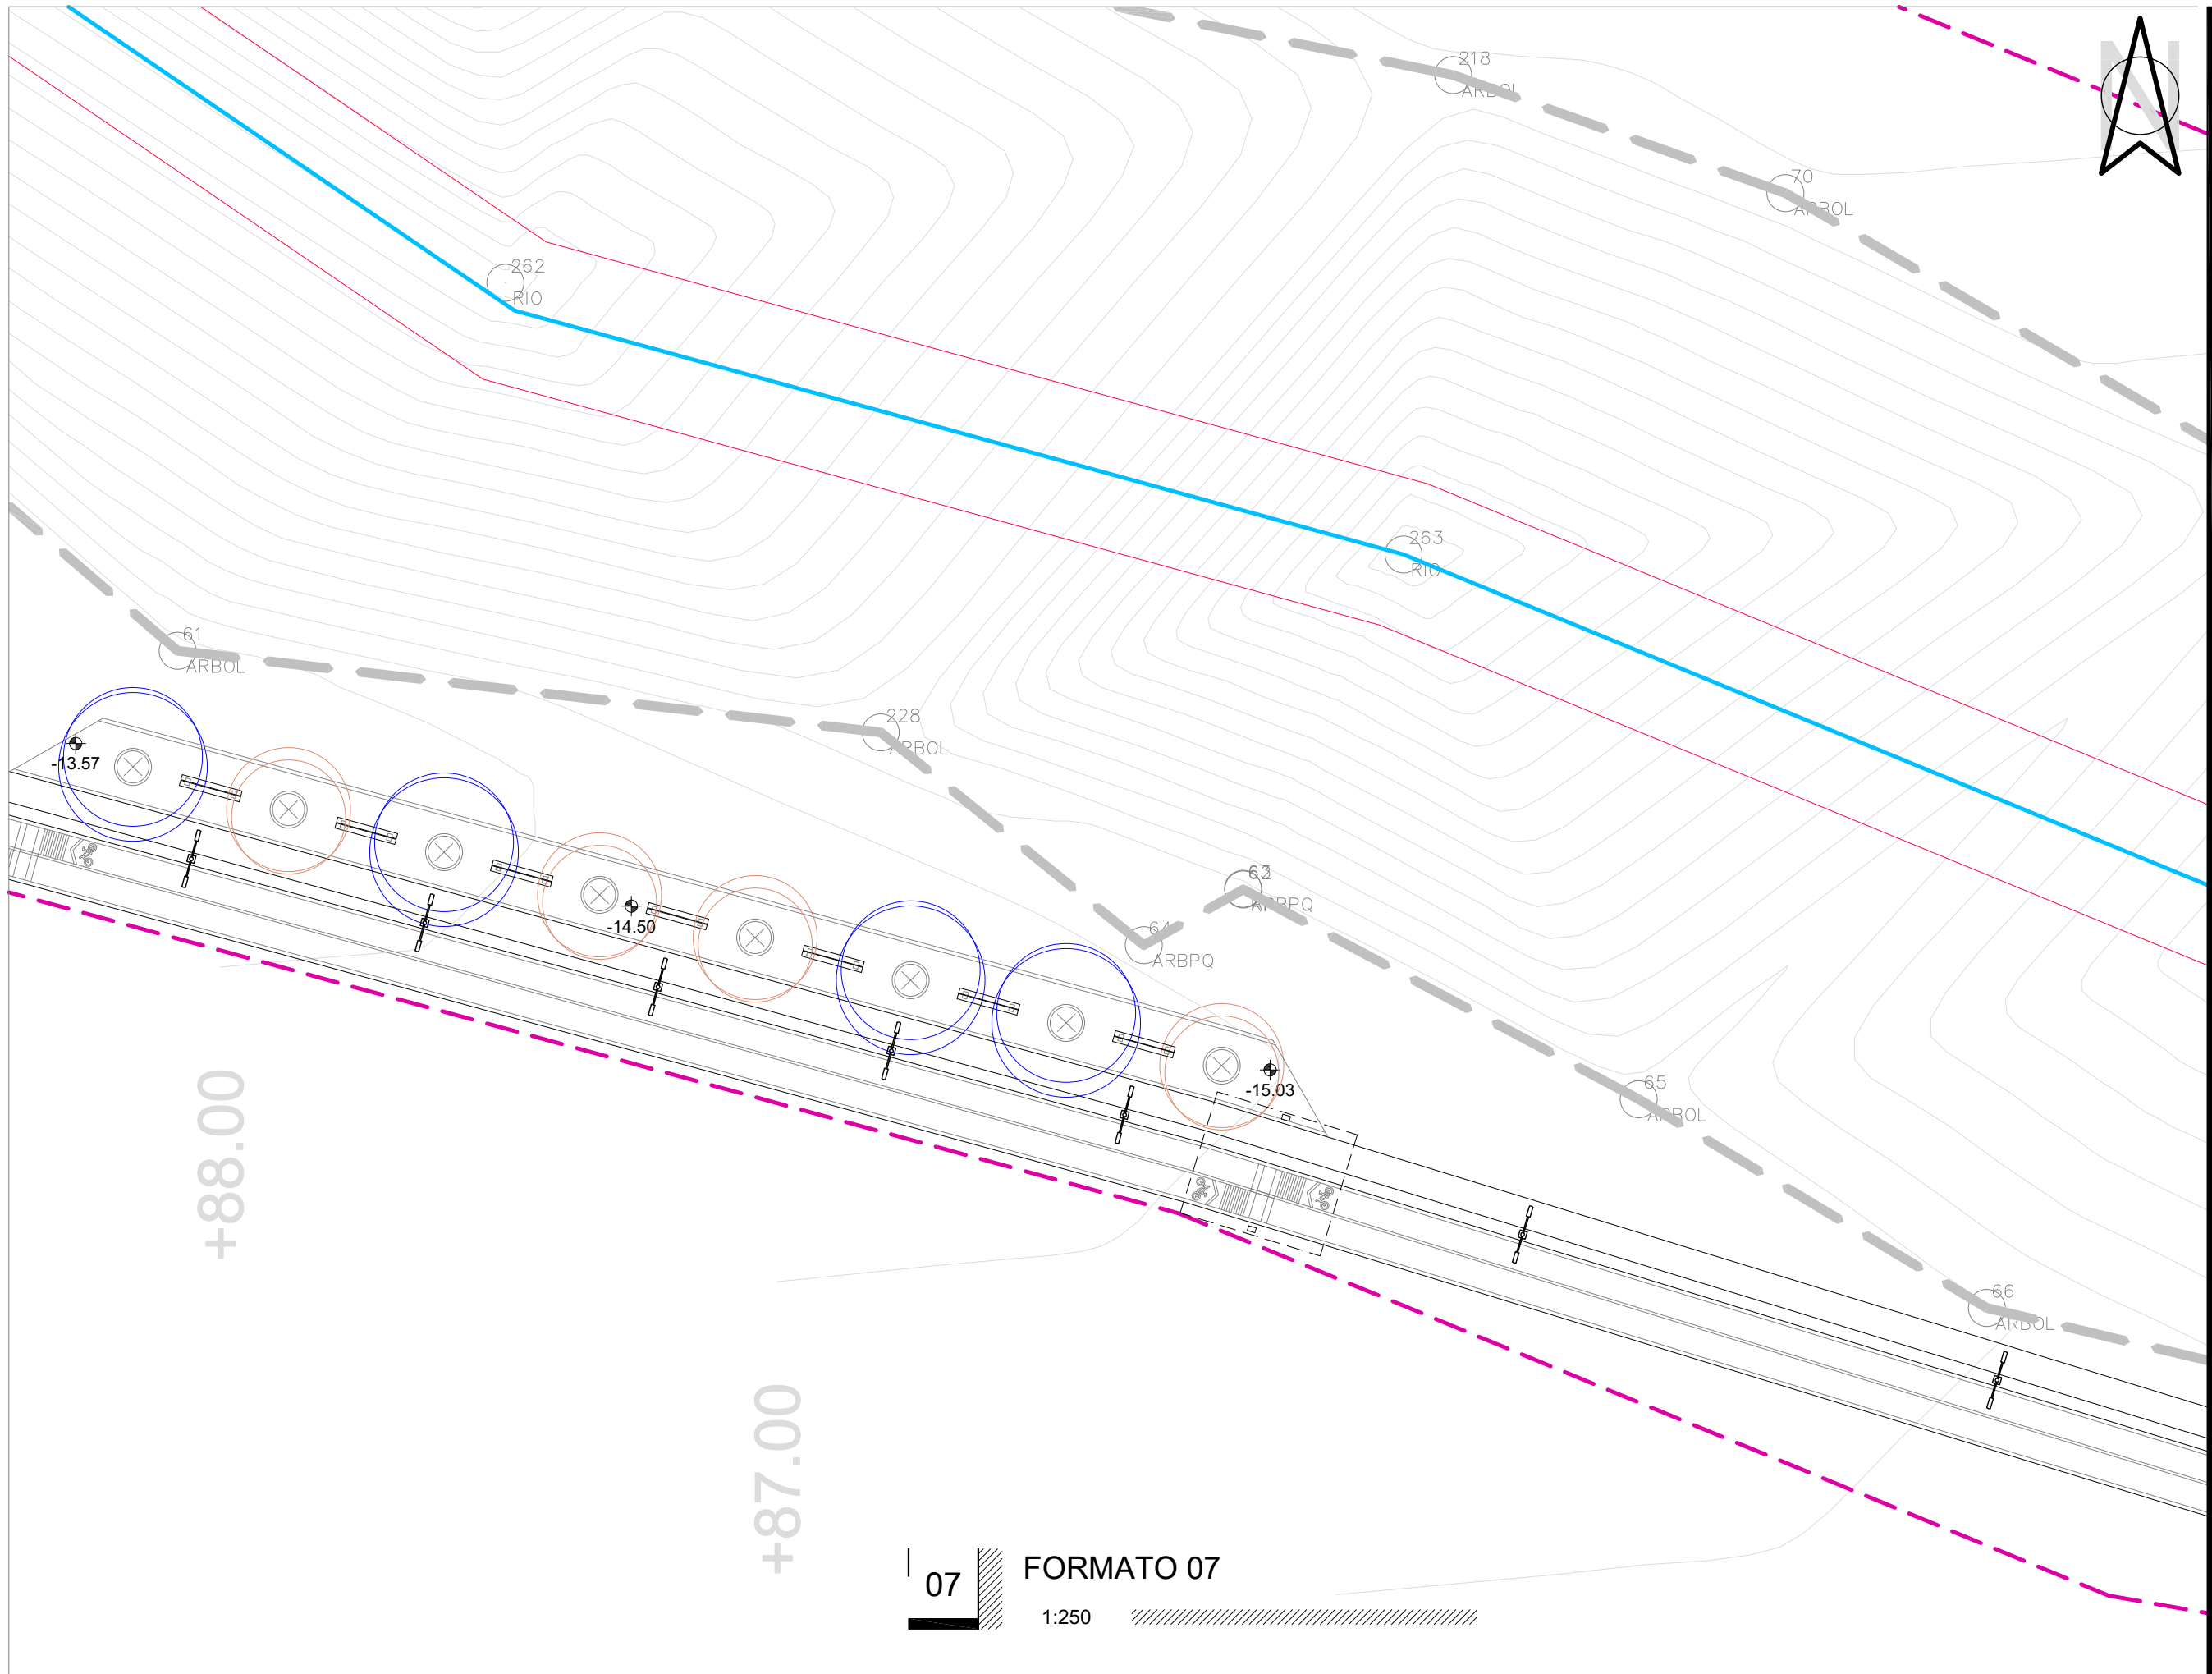 N
218
ARBOL
70
ARBOL
262
RIO
263
RIO
61
ARBOL
228
ARBOL
-13.57
-14.50
63
ARBPQ
64
ARBPQ
-15.03
65
ARBOL
66
ARBOL
+88.00
+87.00
07
FORMATO 07
1:250